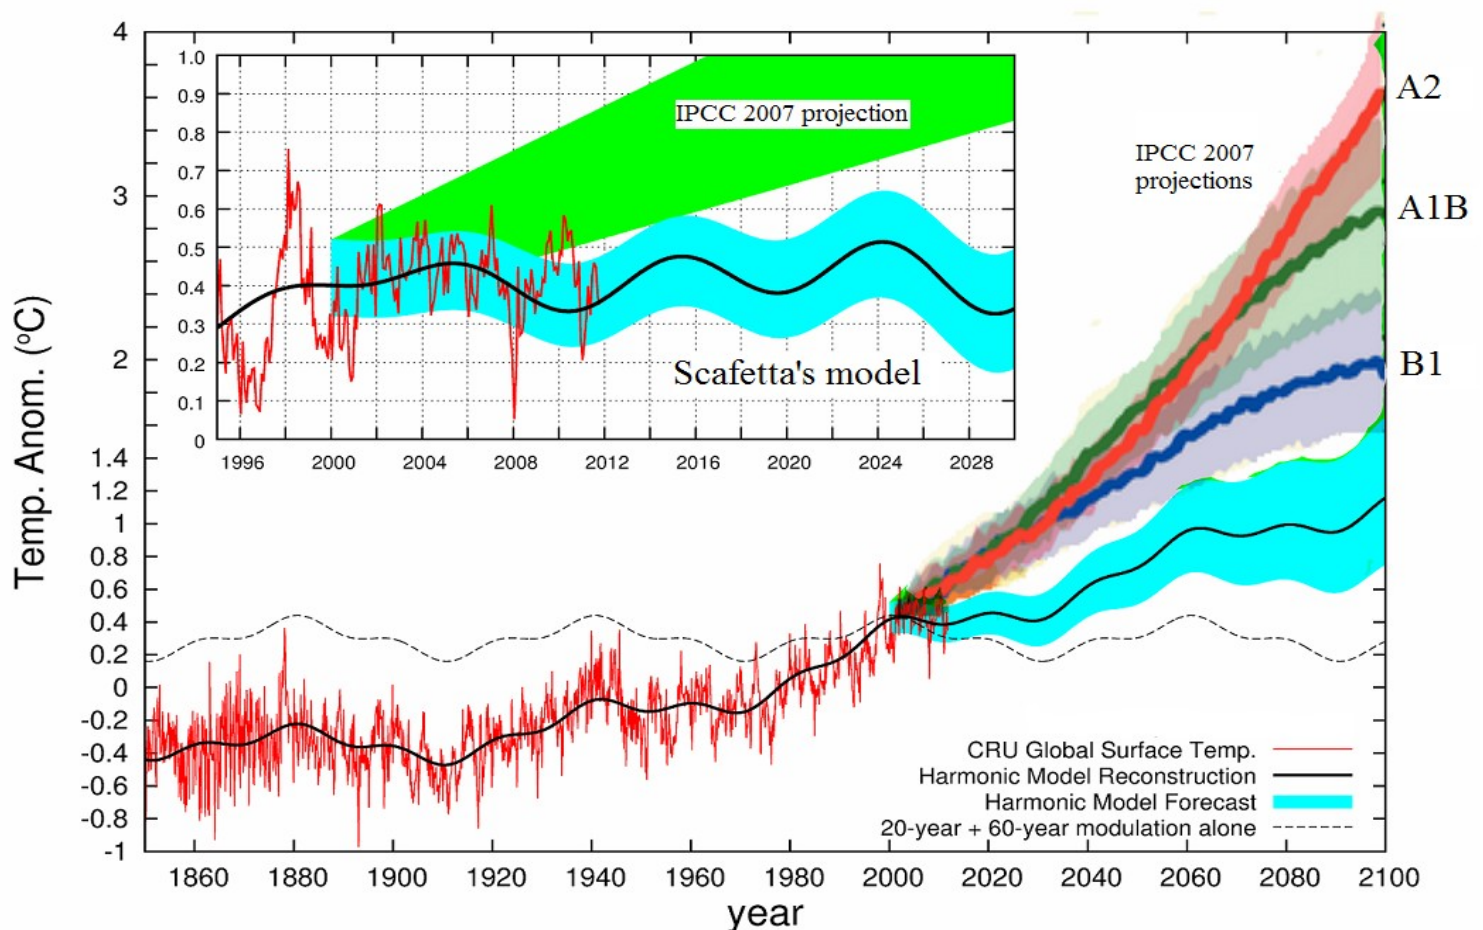 4
3
2
1.4
1.2
1
0.8
0.6
0.4
0.2
0
-0.2
-0.4
-0.6
-0.8
-1
Temp. Anom. (ºC)
1.0
0.9
0.8
0.7
0.6
0.5
0.4
0.3
0.2
0.1
0
IPCC 2007 projection
Scafetta's model
1996 2000 2004 2008 2012 2016 2020 2024 2028
IPCC 2007
projections
A2
A1B
B1
CRU Global Surface Temp.
Harmonic Model Reconstruction
Harmonic Model Forecast
20-year + 60-year modulation alone
1860 1880 1900 1920 1940 1960 1980 2000 2020 2040 2060 2080 2100
year